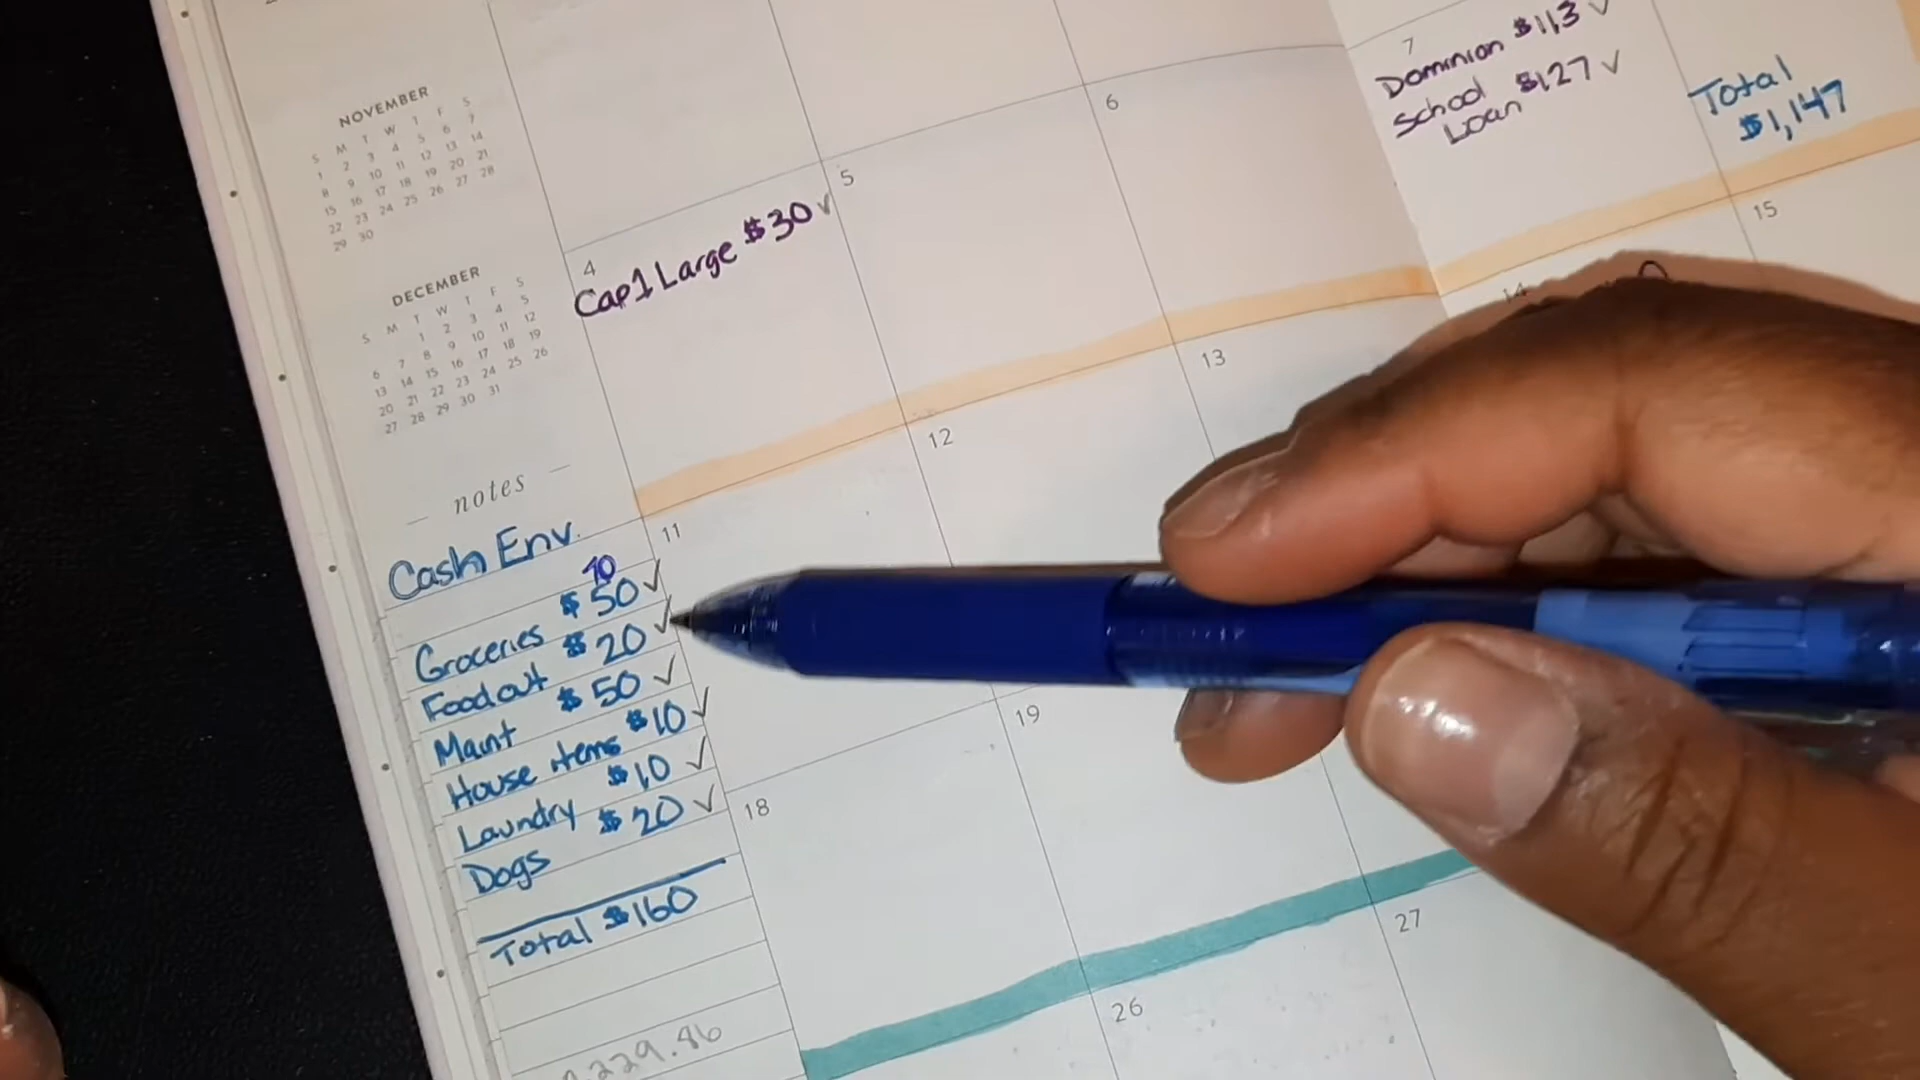 NOVEMBER
S M T W T F S
1 2 3 4 5 6 7
8 9 10 11 12 13 14
15 16 17 18 19 20 21
22 23 24 25 26 27 28
29 30
DECEMBER
S M T W T F S
1 2 3 4 5
6 7 8 9 10 11 12
13 14 15 16 17 18 19
20 21 22 23 24 25 26
27 28 29 30 31
4
Cap1 Large $30 ✓
5
6
7
Dominion $113 ✓
School $127 ✓
Loan
Total
$1,147
notes
Cash Env.
Groceries $50 ✓
Food out $20 ✓
Maint $50 ✓
House items $10 ✓
Laundry $10 ✓
Dogs $20 ✓
Total $160
229.86
11
12
13
14
15
18
19
26
27